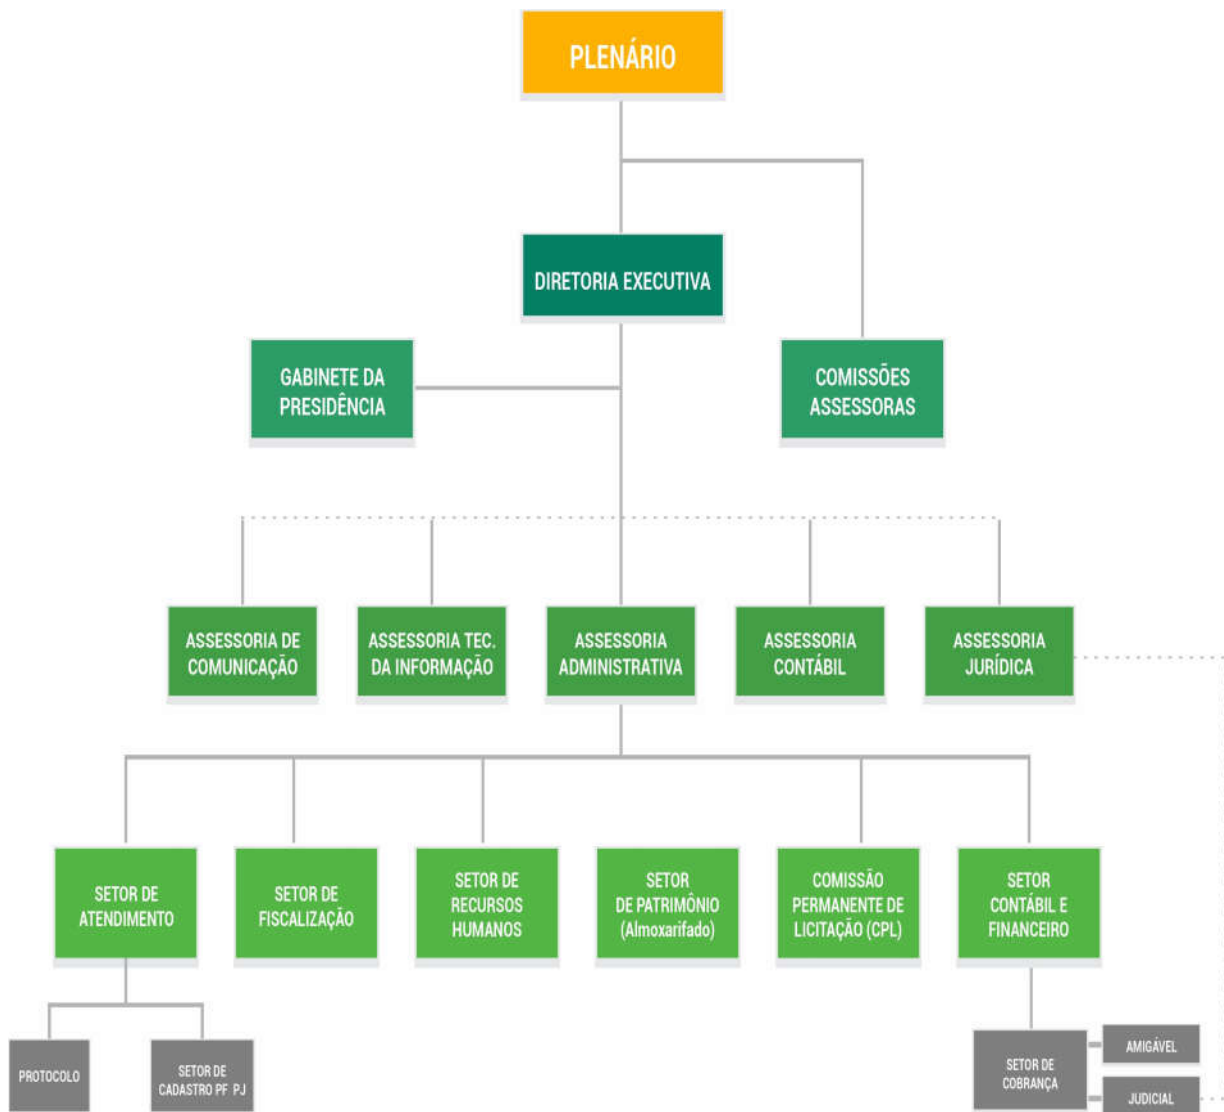 PLENÁRIO
DIRETORIA EXECUTIVA
GABINETE DA
PRESIDÊNCIA
COMISSÕES
ASSESSORAS
ASSESSORIA DE
COMUNICAÇÃO
ASSESSORIA TEC.
DA INFORMAÇÃO
ASSESSORIA
ADMINISTRATIVA
ASSESSORIA
CONTÁBIL
ASSESSORIA
JURÍDICA
SETOR DE
ATENDIMENTO
SETOR DE
FISCALIZAÇÃO
SETOR DE
RECURSOS
HUMANOS
SETOR
DE PATRIMÔNIO
(Almoxarifado)
COMISSÃO
PERMANENTE DE
LICITAÇÃO (CPL)
SETOR
CONTÁBIL E
FINANCEIRO
PROTOCOLO
SETOR DE
CADASTRO PF PJ
SETOR DE
COBRANÇA
AMIGÁVEL
JUDICIAL